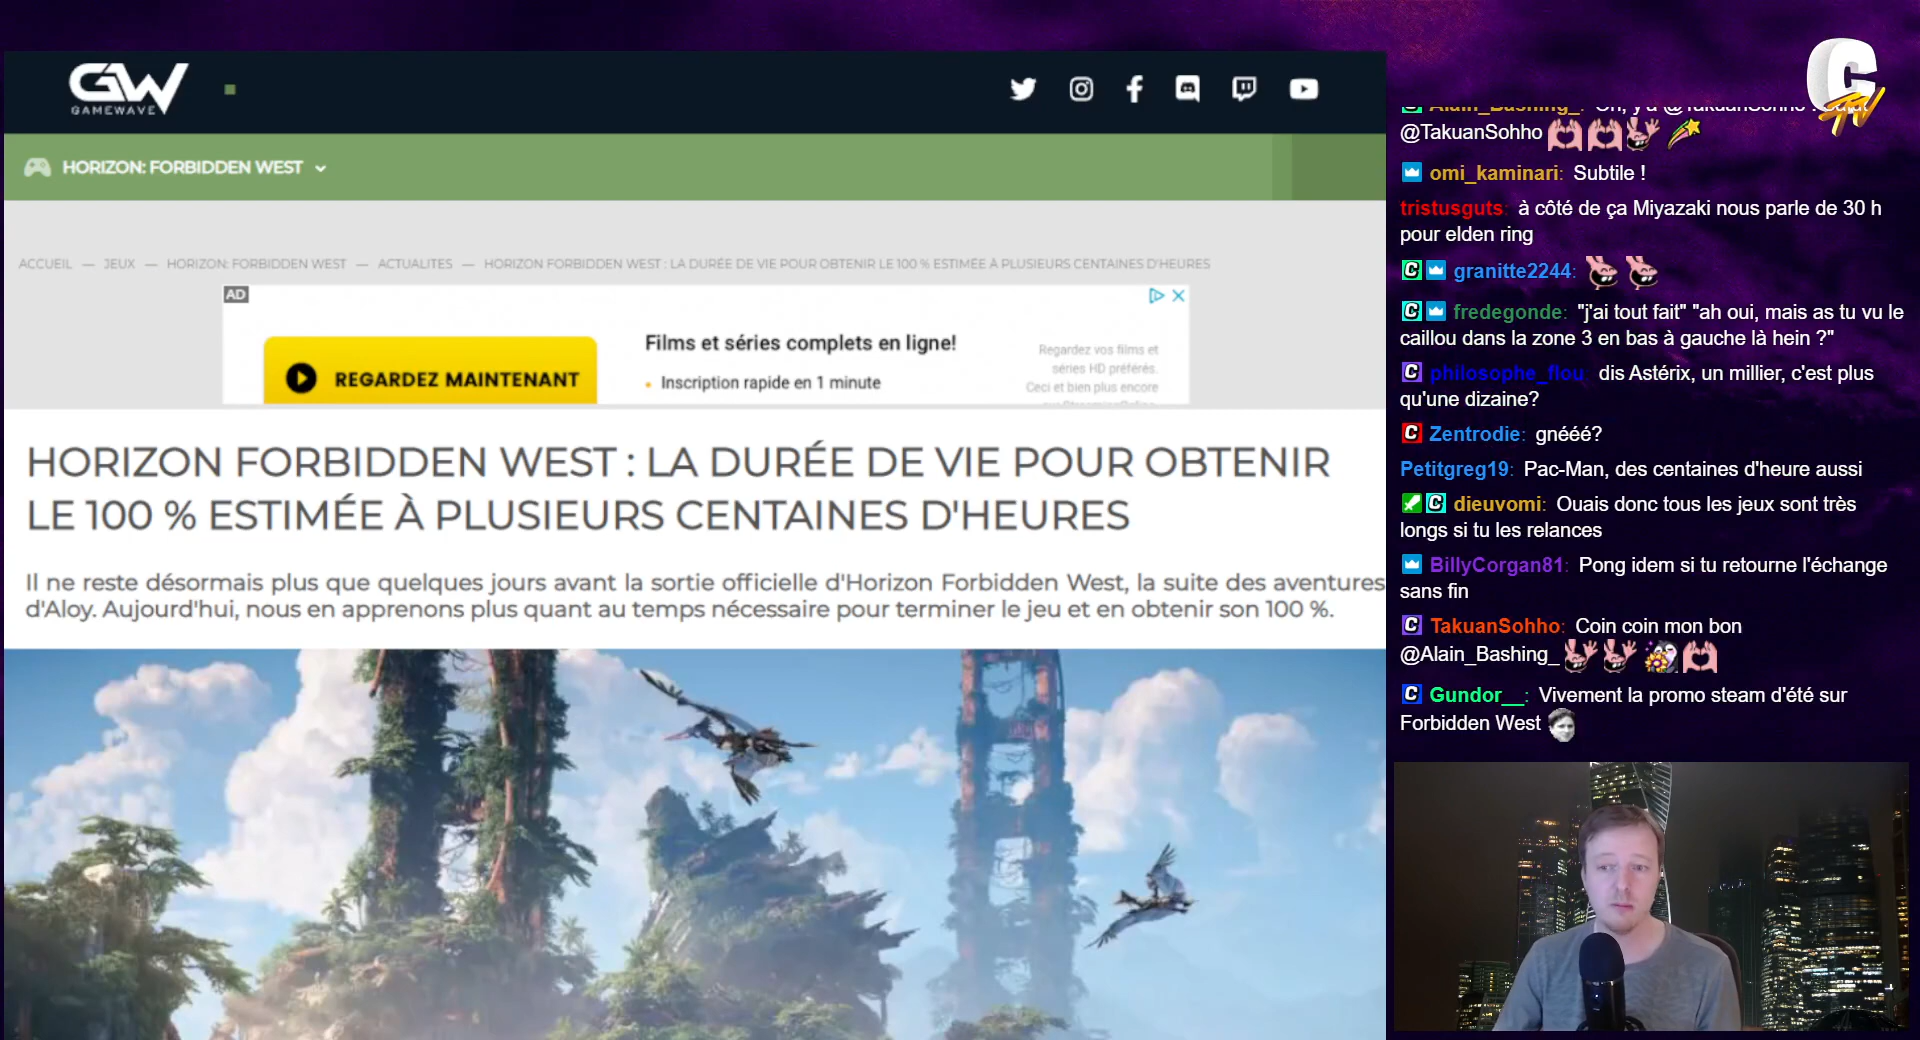 GW
GAMEWAVE
HORIZON: FORBIDDEN WEST
ACCUEIL — JEUX — HORIZON: FORBIDDEN WEST — ACTUALITES — HORIZON FORBIDDEN WEST : LA DURÉE DE VIE POUR OBTENIR LE 100 % ESTIMÉE À PLUSIEURS CENTAINES D'HEURES
AD
REGARDEZ MAINTENANT
Films et séries complets en ligne!
• Inscription rapide en 1 minute
Regardez vos films et
séries HD préférés.
Ceci et bien plus encore
HORIZON FORBIDDEN WEST : LA DURÉE DE VIE POUR OBTENIR
LE 100 % ESTIMÉE À PLUSIEURS CENTAINES D'HEURES
Il ne reste désormais plus que quelques jours avant la sortie officielle d'Horizon Forbidden West, la suite des aventures
d'Aloy. Aujourd'hui, nous en apprenons plus quant au temps nécessaire pour terminer le jeu et en obtenir son 100 %.
C TV
Alain_Bashing_: Oh, y'a @TakuanSohho !
@TakuanSohho
omi_kaminari: Subtile !
tristusguts: à côté de ça Miyazaki nous parle de 30 h
pour elden ring
C granitte2244:
C fredegonde: "j'ai tout fait" "ah oui, mais as tu vu le
caillou dans la zone 3 en bas à gauche là hein ?"
C philosophe_flou: dis Astérix, un millier, c'est plus
qu'une dizaine?
C Zentrodie: gnééé?
Petitgreg19: Pac-Man, des centaines d'heure aussi
C dieuvomi: Ouais donc tous les jeux sont très
longs si tu les relances
BillyCorgan81: Pong idem si tu retourne l'échange
sans fin
C TakuanSohho: Coin coin mon bon
@Alain_Bashing_
C Gundor__: Vivement la promo steam d'été sur
Forbidden West